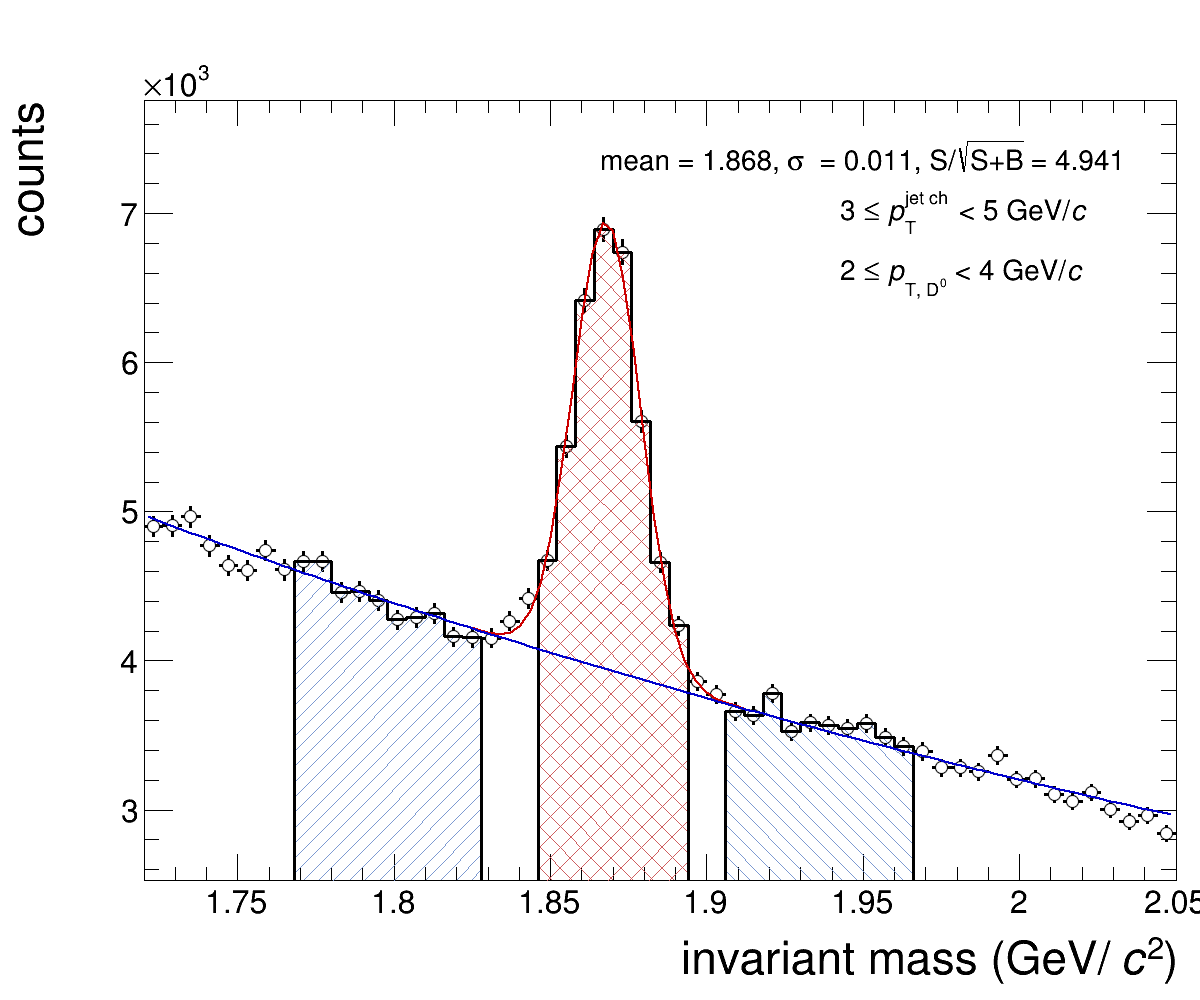 ×10³
counts
mean = 1.868, σ = 0.011, S/√S+B = 4.941
3 ≤ p_T^jet ch < 5 GeV/c
2 ≤ p_T, D⁰ < 4 GeV/c
7
6
5
4
3
1.75 1.8 1.85 1.9 1.95 2 2.05
invariant mass (GeV/ c²)